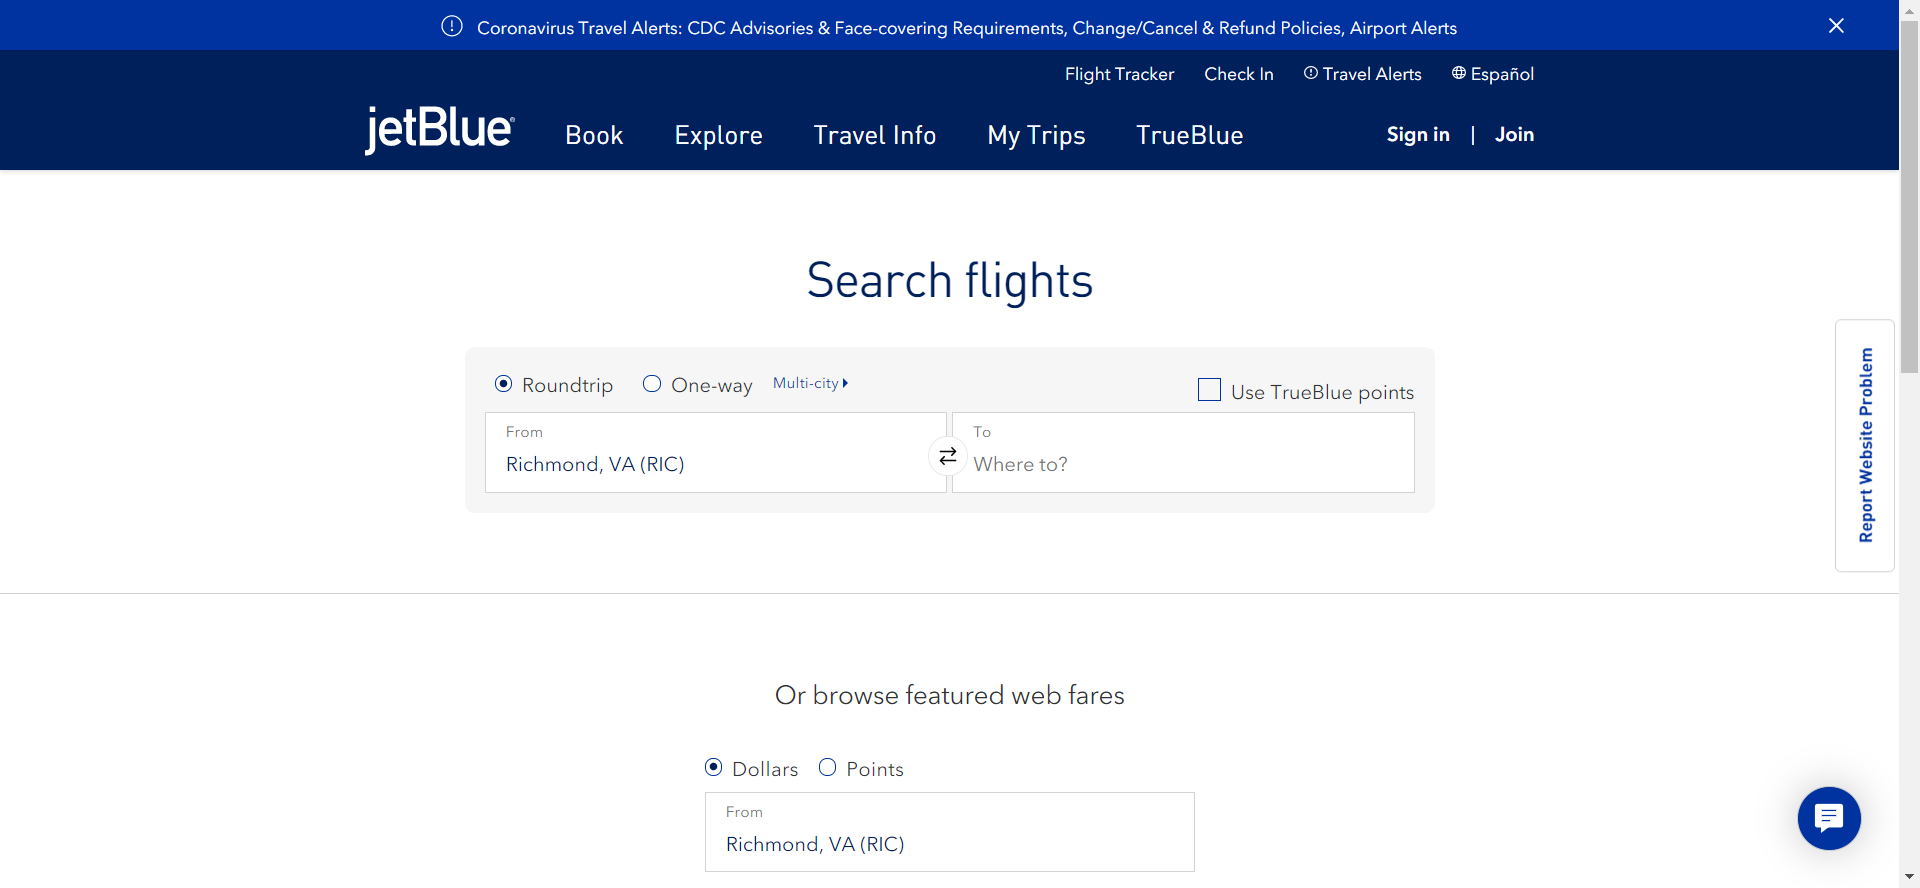 Coronavirus Travel Alerts: CDC Advisories & Face-covering Requirements, Change/Cancel & Refund Policies, Airport Alerts
Flight Tracker Check In Travel Alerts Español
jetBlue Book Explore Travel Info My Trips TrueBlue Sign in | Join
Search flights
Roundtrip One-way Multi-city Use TrueBlue points
From To
Richmond, VA (RIC) Where to?
Report Website Problem
Or browse featured web fares
Dollars Points
From
Richmond, VA (RIC)